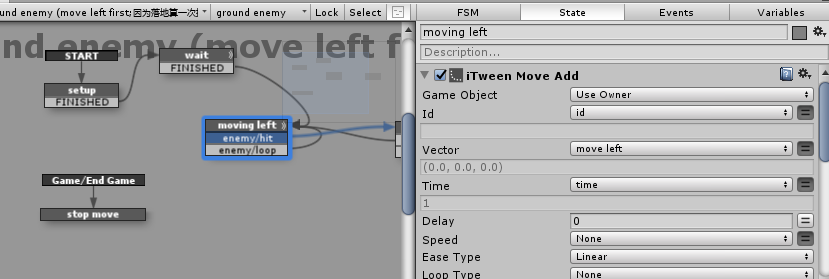 und enemy (move left first;因为落地算一次
ground enemy
Lock
Select
FSM
State
Events
Variables
nd enemy (move left f
START
wait
FINISHED
setup
FINISHED
moving left
enemy/hit
enemy/loop
Game/End Game
stop move
moving left
Description...
iTween Move Add
Game Object
Use Owner
Id
id
Vector
move left
(0.0, 0.0, 0.0)
Time
time
1
Delay
0
Speed
None
Ease Type
Linear
Loop Type
None